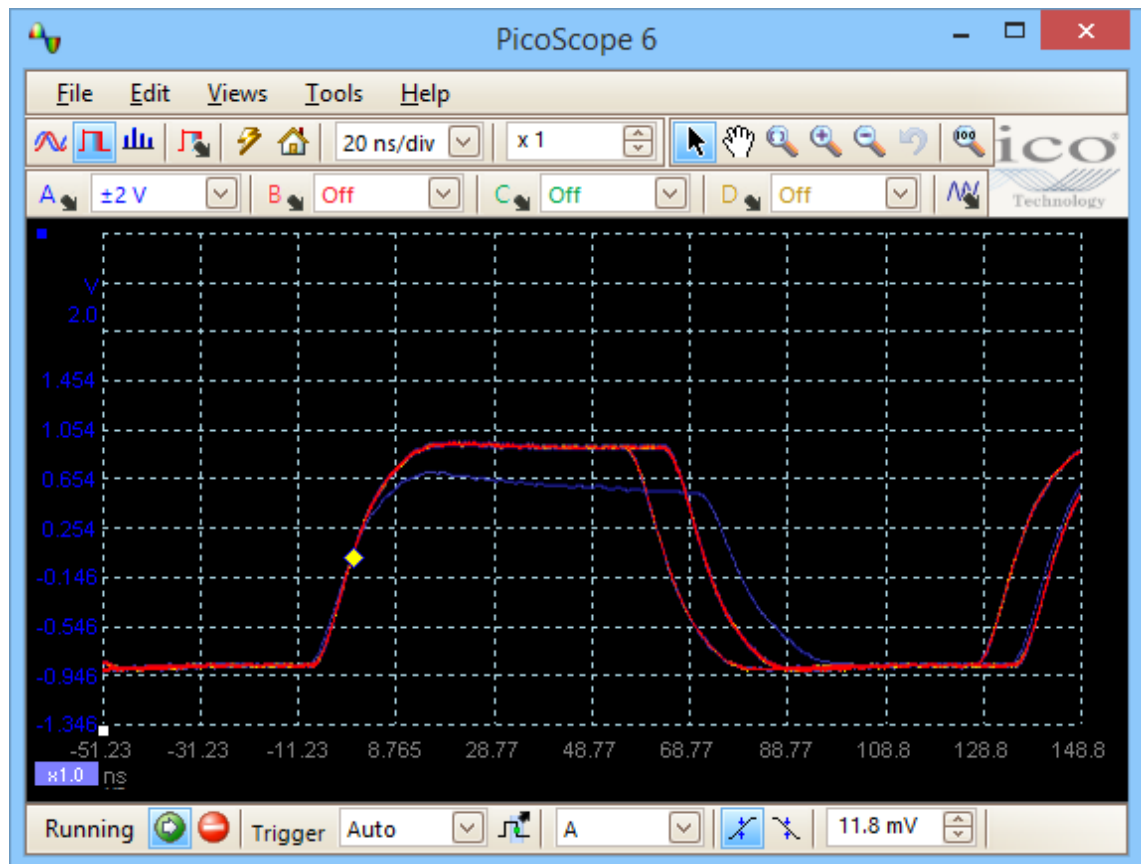 PicoScope 6
File Edit Views Tools Help
20 ns/div x 1 100 ico
A ±2 V B Off C Off D Off Technology
V
2.0
1.454
1.054
0.654
0.254
-0.146
-0.546
-0.946
-1.346
-51.23 -31.23 -11.23 8.765 28.77 48.77 68.77 88.77 108.8 128.8 148.8
x1.0 ns
Running Trigger Auto A 11.8 mV